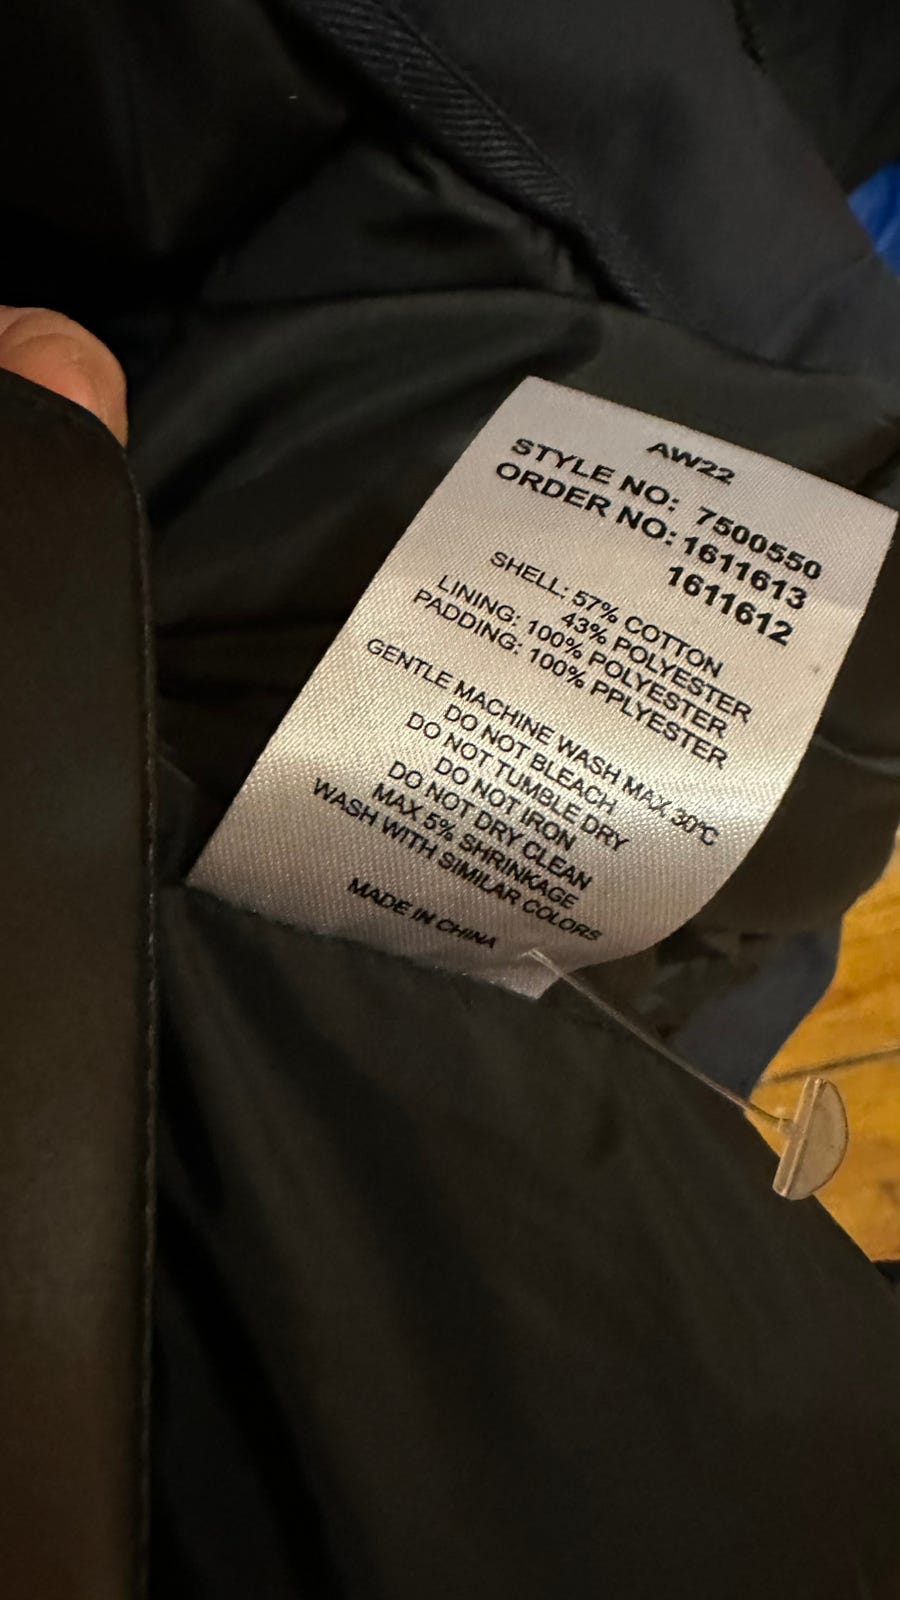 AW22
STYLE NO: 7500550
ORDER NO: 1611613
1611612
SHELL: 57% COTTON
43% POLYESTER
LINING: 100% POLYESTER
PADDING: 100% PPLYESTER
GENTLE MACHINE WASH MAX 30℃
DO NOT BLEACH
DO NOT TUMBLE DRY
DO NOT IRON
DO NOT DRY CLEAN
MAX 5% SHRINKAGE
WASH WITH SIMILAR COLORS
MADE IN CHINA